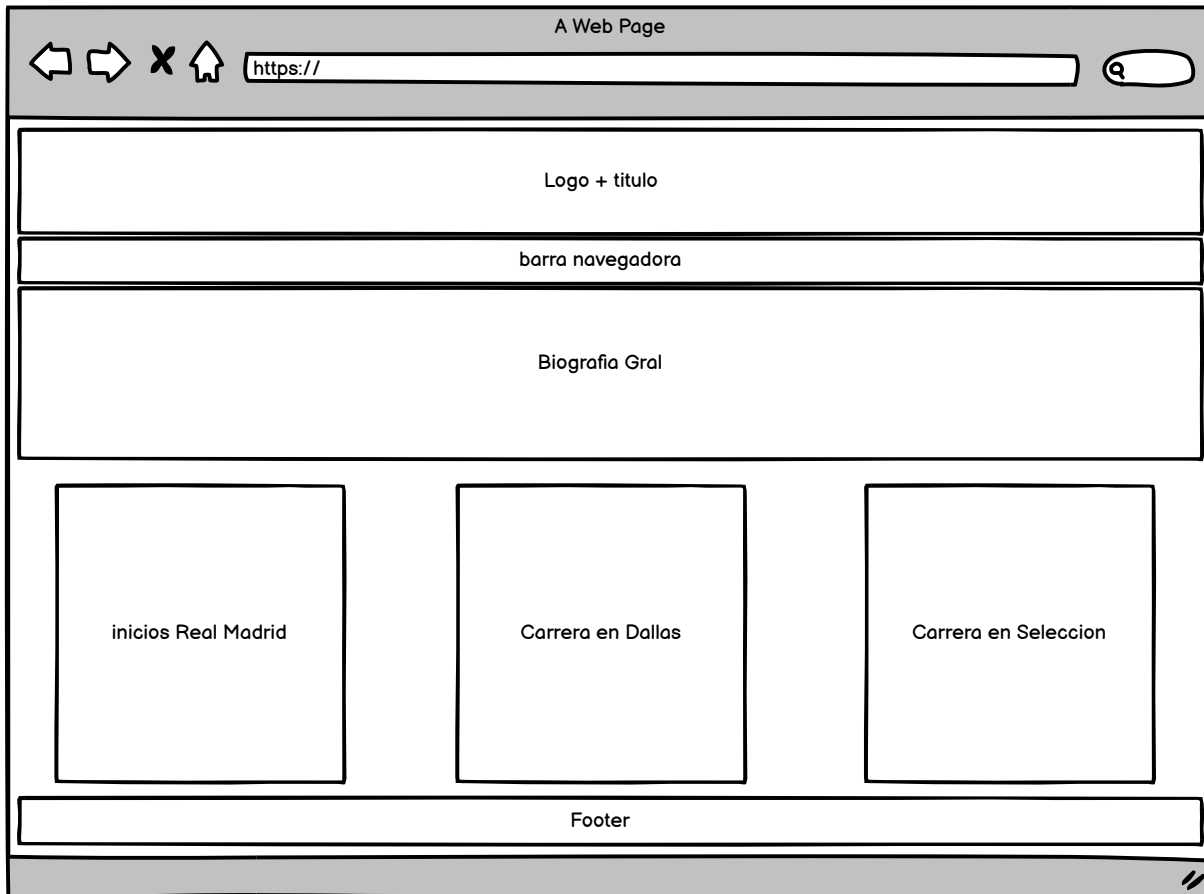 A Web Page
https://
Logo + titulo
barra navegadora
Biografia Gral
inicios Real Madrid
Carrera en Dallas
Carrera en Seleccion
Footer